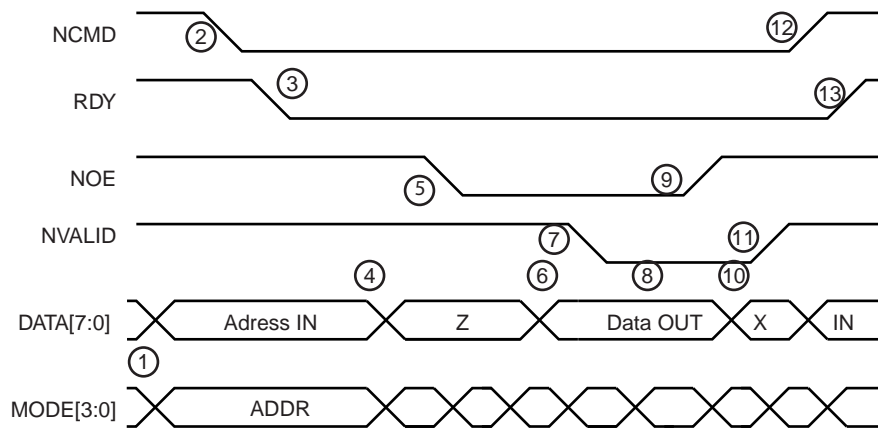 NCMD 2 12
RDY 3 13
NOE 5 9
NVALID 7 11
4 6 8 10
DATA[7:0] Adress IN Z Data OUT X IN
1
MODE[3:0] ADDR